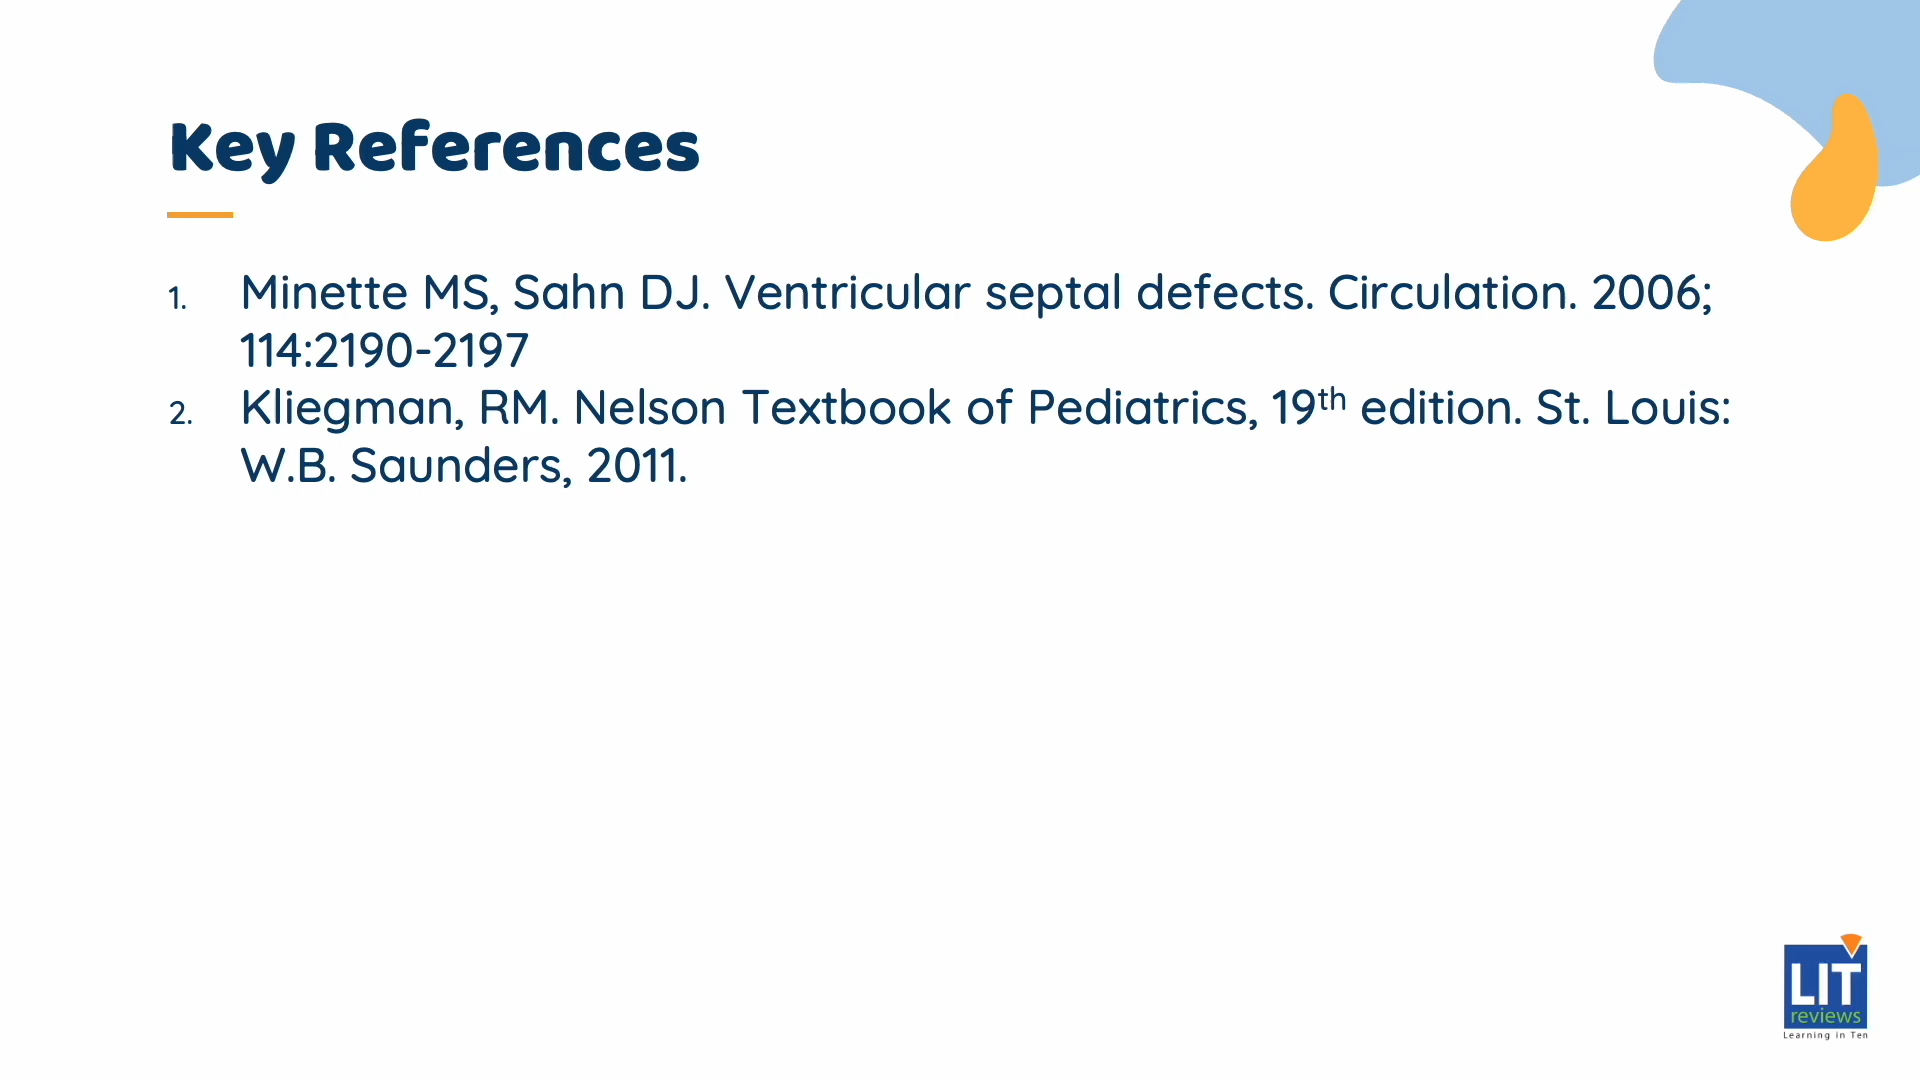 Key References
1. Minette MS, Sahn DJ. Ventricular septal defects. Circulation. 2006;
114:2190-2197
2. Kliegman, RM. Nelson Textbook of Pediatrics, 19th edition. St. Louis:
W.B. Saunders, 2011.
LIT
reviews
Learning in Ten